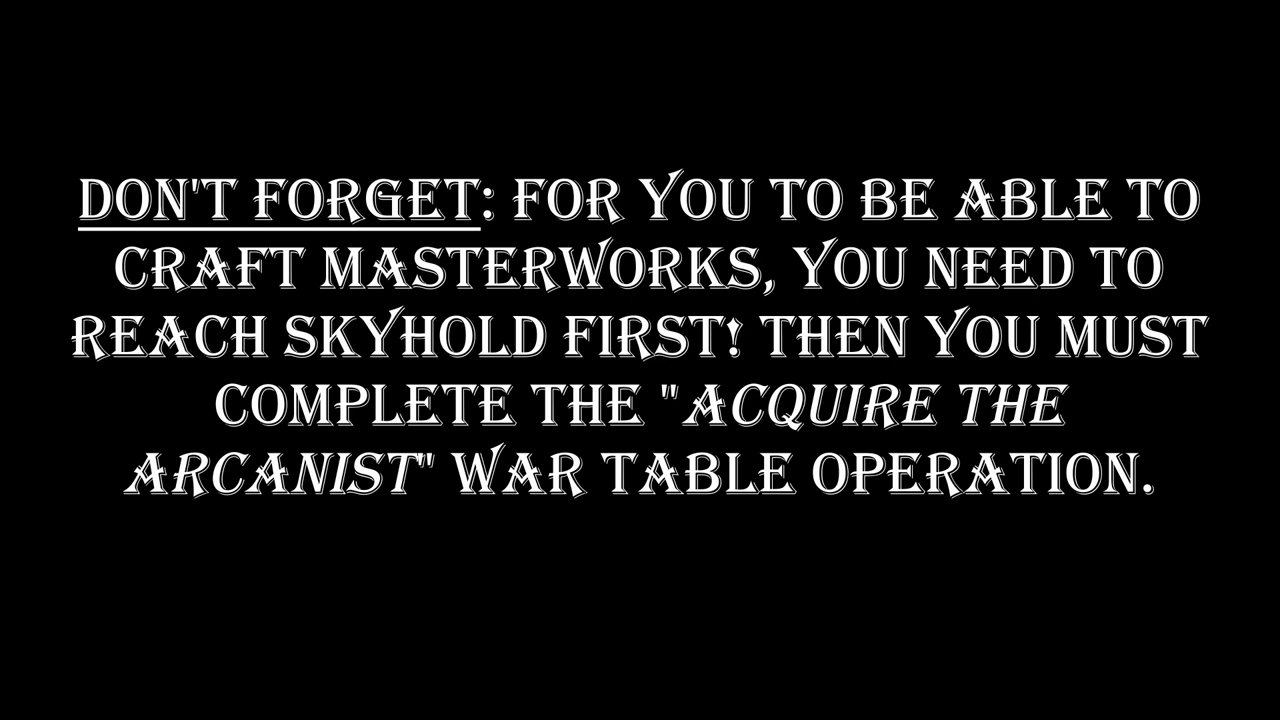 DON'T FORGET: FOR YOU TO BE ABLE TO
CRAFT MASTERWORKS, YOU NEED TO
REACH SKYHOLD FIRST! THEN YOU MUST
COMPLETE THE "ACQUIRE THE
ARCANIST" WAR TABLE OPERATION.